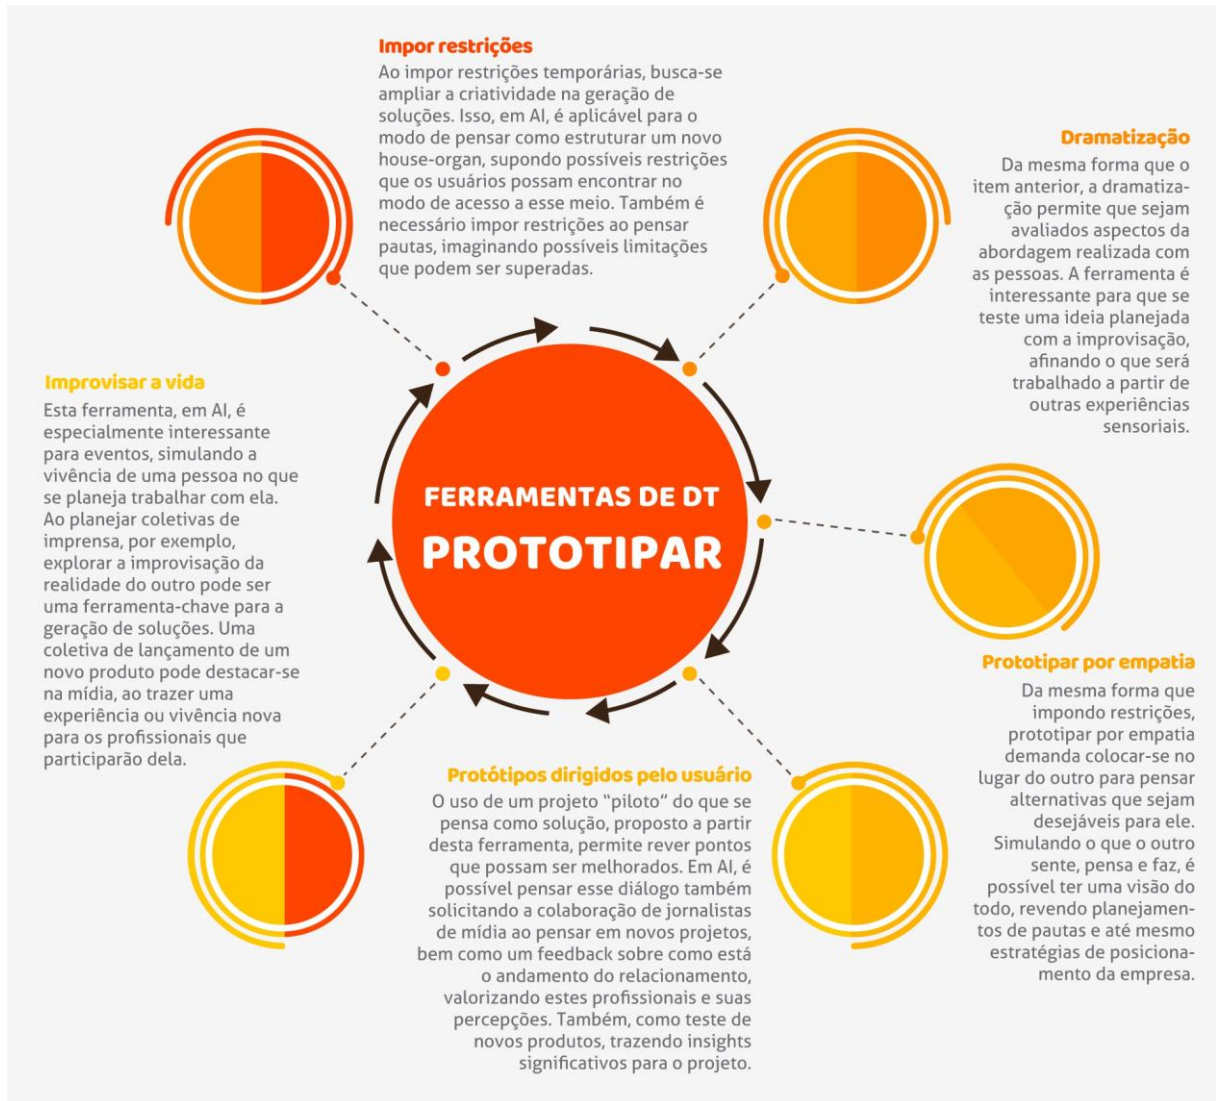 Impor restrições
Ao impor restrições temporárias, busca-se
ampliar a criatividade na geração de
soluções. Isso, em AI, é aplicável para o
modo de pensar como estruturar um novo
house-organ, supondo possíveis restrições
que os usuários possam encontrar no
modo de acesso a esse meio. Também é
necessário impor restrições ao pensar
pautas, imaginando possíveis limitações
que podem ser superadas.
Dramatização
Da mesma forma que o
item anterior, a dramatiza-
ção permite que sejam
avaliados aspectos da
abordagem realizada com
as pessoas. A ferramenta é
interessante para que se
teste uma ideia planejada
com a improvisação,
afinando o que será
trabalhado a partir de
outras experiências
sensoriais.
Improvisar a vida
Esta ferramenta, em AI, é
especialmente interessante
para eventos, simulando a
vivência de uma pessoa no que
se planeja trabalhar com ela.
Ao planejar coletivas de
imprensa, por exemplo,
explorar a improvisação da
realidade do outro pode ser
uma ferramenta-chave para a
geração de soluções. Uma
coletiva de lançamento de um
novo produto pode destacar-se
na mídia, ao trazer uma
experiência ou vivência nova
para os profissionais que
participarão dela.
FERRAMENTAS DE DT
PROTOTIPAR
Prototipar por empatia
Da mesma forma que
impondo restrições,
prototipar por empatia
demanda colocar-se no
lugar do outro para pensar
alternativas que sejam
desejáveis para ele.
Simulando o que o outro
sente, pensa e faz, é
possível ter uma visão do
todo, revendo planejamen-
tos de pautas e até mesmo
estratégias de posiciona-
mento da empresa.
Protótipos dirigidos pelo usuário
O uso de um projeto “piloto” do que se
pensa como solução, proposto a partir
desta ferramenta, permite rever pontos
que possam ser melhorados. Em AI, é
possível pensar esse diálogo também
solicitando a colaboração de jornalistas
de mídia ao pensar em novos projetos,
bem como um feedback sobre como está
o andamento do relacionamento,
valorizando estes profissionais e suas
percepções. Também, como teste de
novos produtos, trazendo insights
significativos para o projeto.